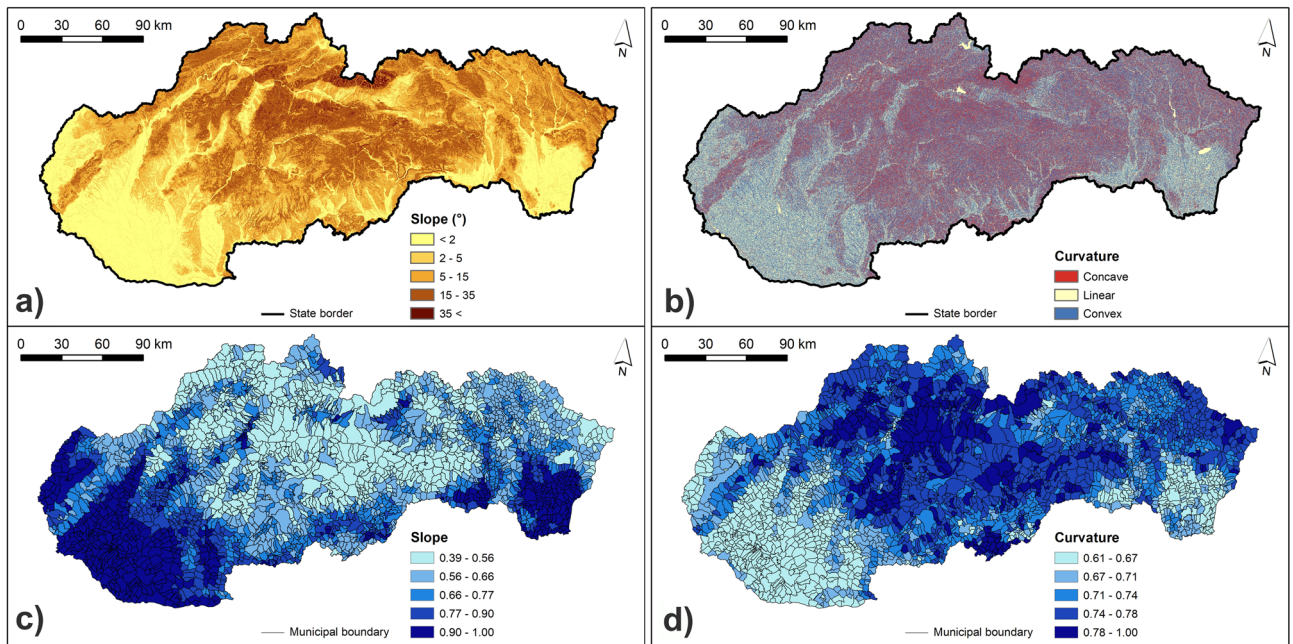 0 30 60 90 km
N
Slope (°)
< 2
2 - 5
5 - 15
15 - 35
35 <
State border
a)
0 30 60 90 km
N
Curvature
Concave
Linear
Convex
State border
b)
0 30 60 90 km
N
Slope
0.39 - 0.56
0.56 - 0.66
0.66 - 0.77
0.77 - 0.90
0.90 - 1.00
Municipal boundary
c)
0 30 60 90 km
N
Curvature
0.61 - 0.67
0.67 - 0.71
0.71 - 0.74
0.74 - 0.78
0.78 - 1.00
Municipal boundary
d)